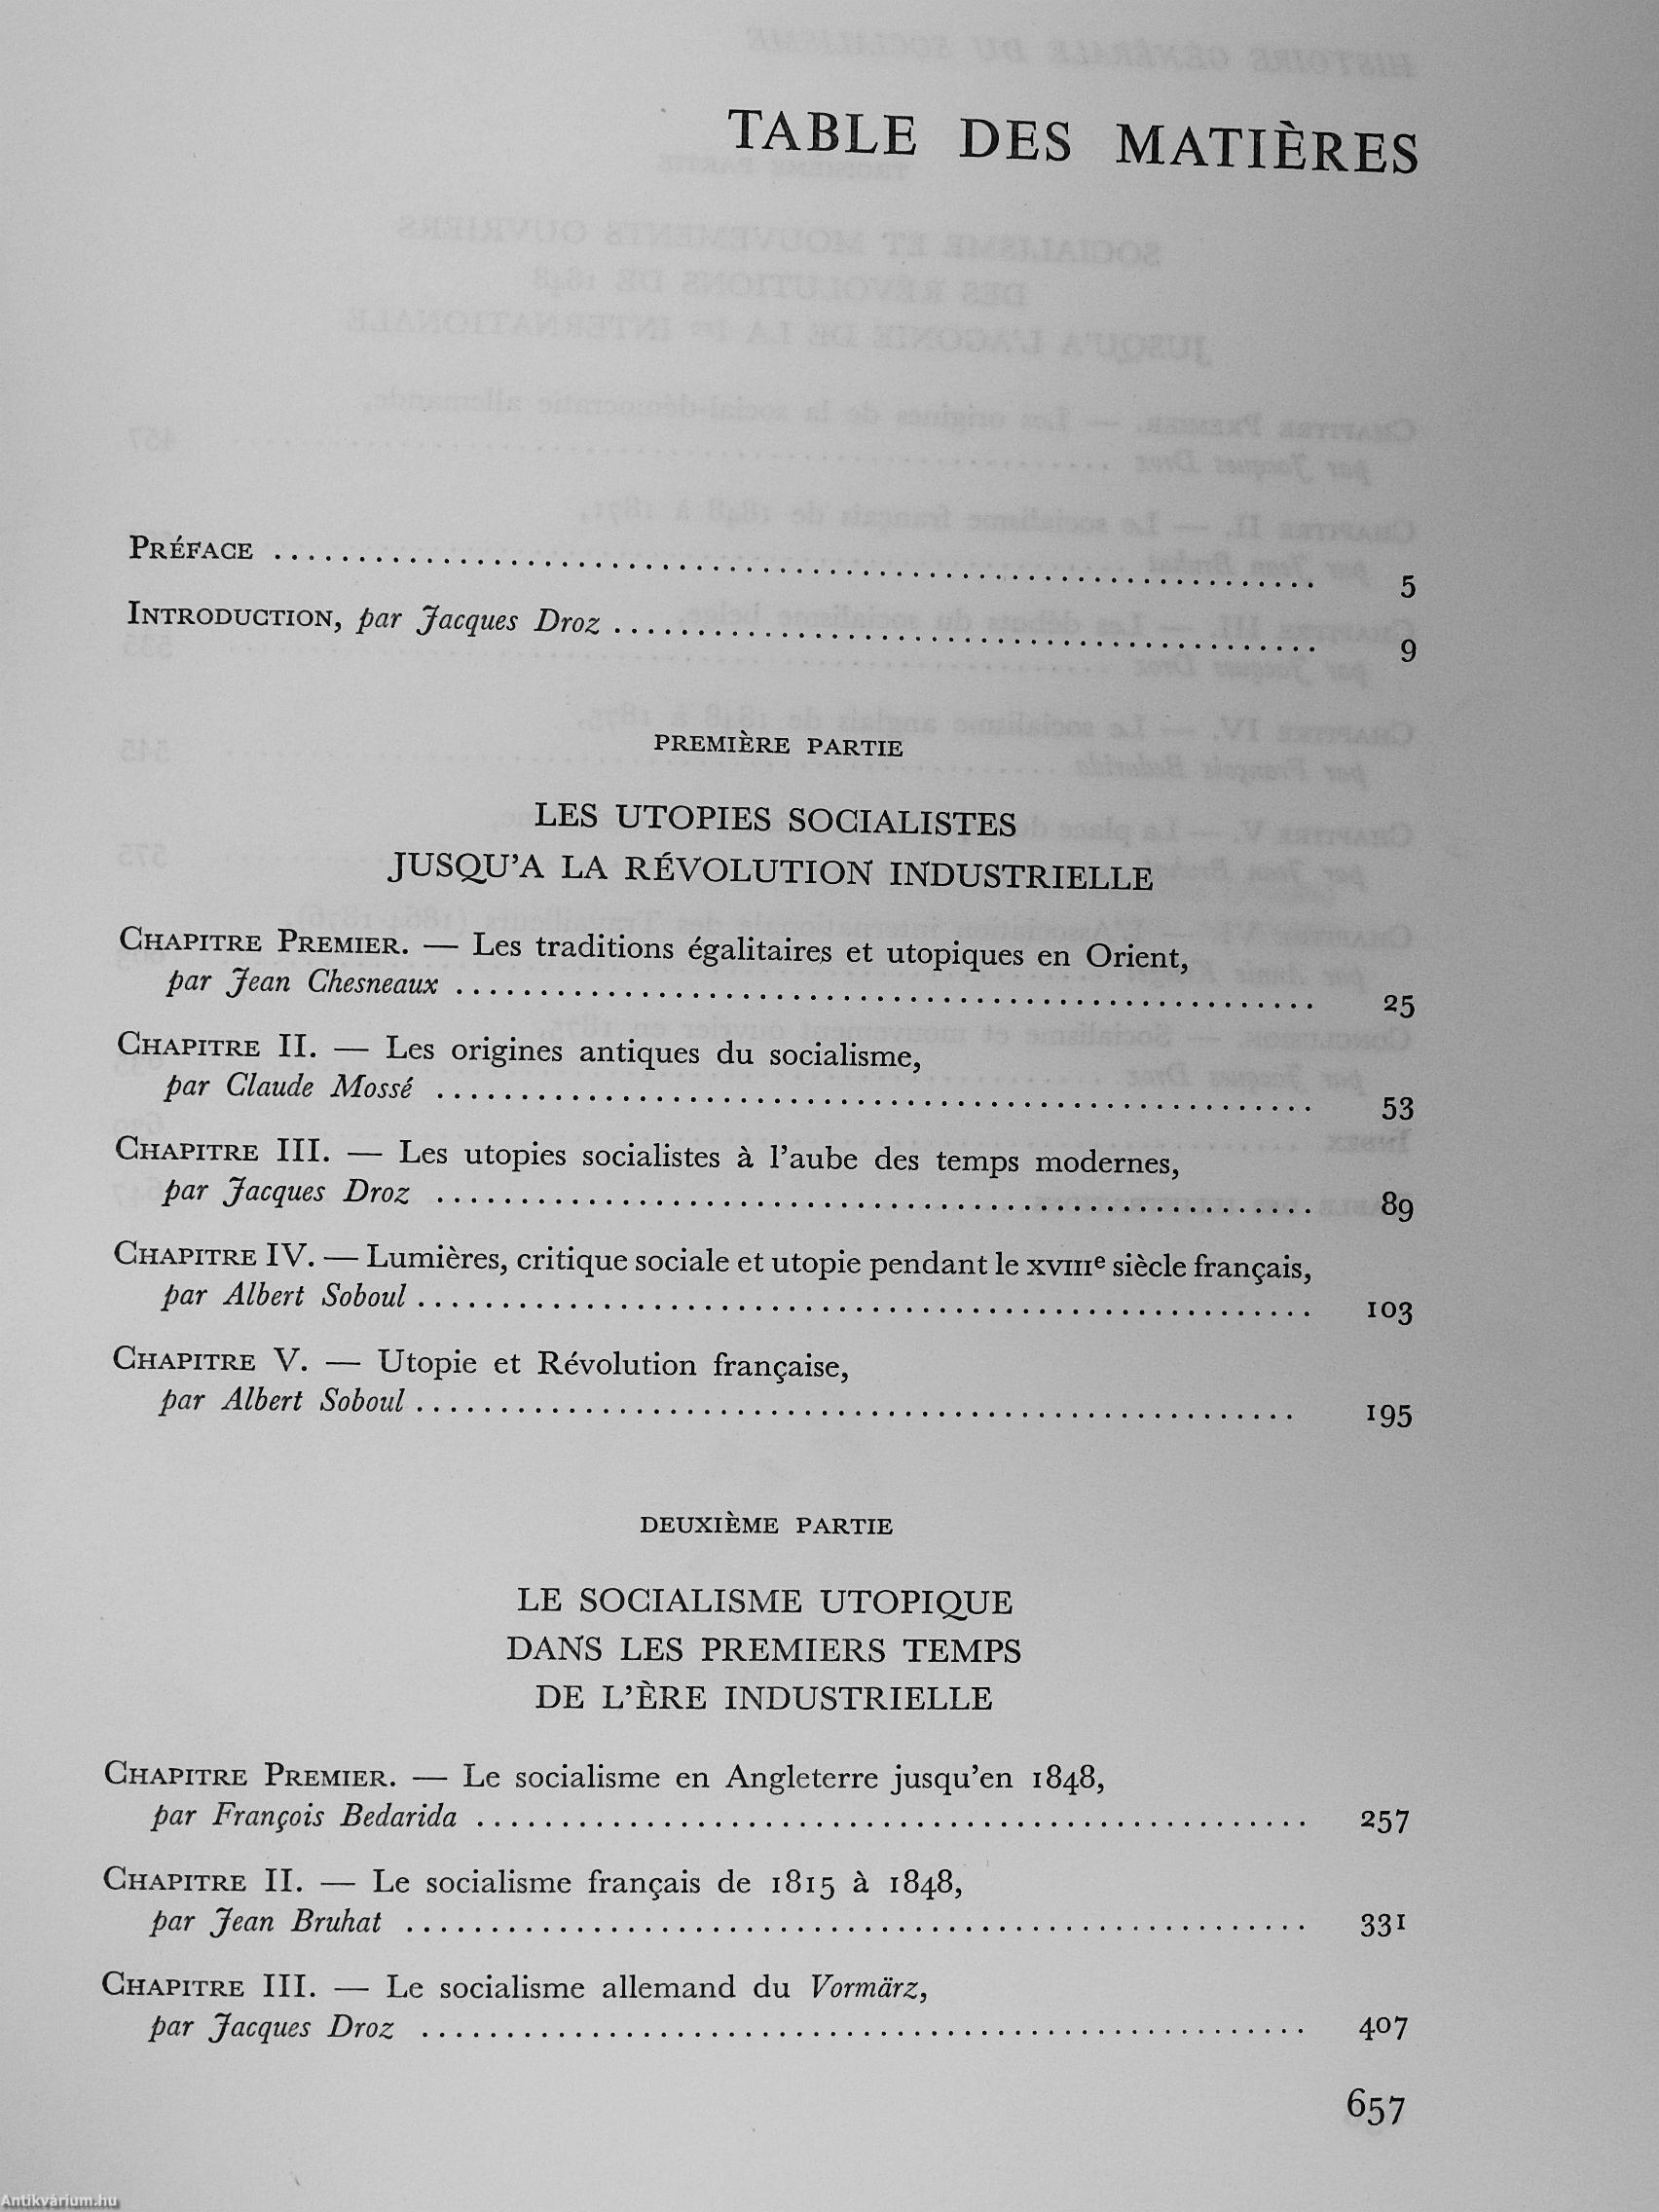 TABLE DES MATIÈRES
PRÉFACE ..... 5
INTRODUCTION, par Jacques Droz ..... 9
PREMIÈRE PARTIE
LES UTOPIES SOCIALISTES
JUSQU'A LA RÉVOLUTION INDUSTRIELLE
CHAPITRE PREMIER. — Les traditions égalitaires et utopiques en Orient,
par Jean Chesneaux ..... 25
CHAPITRE II. — Les origines antiques du socialisme,
par Claude Mossé ..... 53
CHAPITRE III. — Les utopies socialistes à l'aube des temps modernes,
par Jacques Droz ..... 89
CHAPITRE IV. — Lumières, critique sociale et utopie pendant le XVIIIe siècle français,
par Albert Soboul ..... 103
CHAPITRE V. — Utopie et Révolution française,
par Albert Soboul ..... 195
DEUXIÈME PARTIE
LE SOCIALISME UTOPIQUE
DANS LES PREMIERS TEMPS
DE L'ÈRE INDUSTRIELLE
CHAPITRE PREMIER. — Le socialisme en Angleterre jusqu'en 1848,
par François Bedarida ..... 257
CHAPITRE II. — Le socialisme français de 1815 à 1848,
par Jean Bruhat ..... 331
CHAPITRE III. — Le socialisme allemand du Vormärz,
par Jacques Droz ..... 407
657
Antikvárium.hu